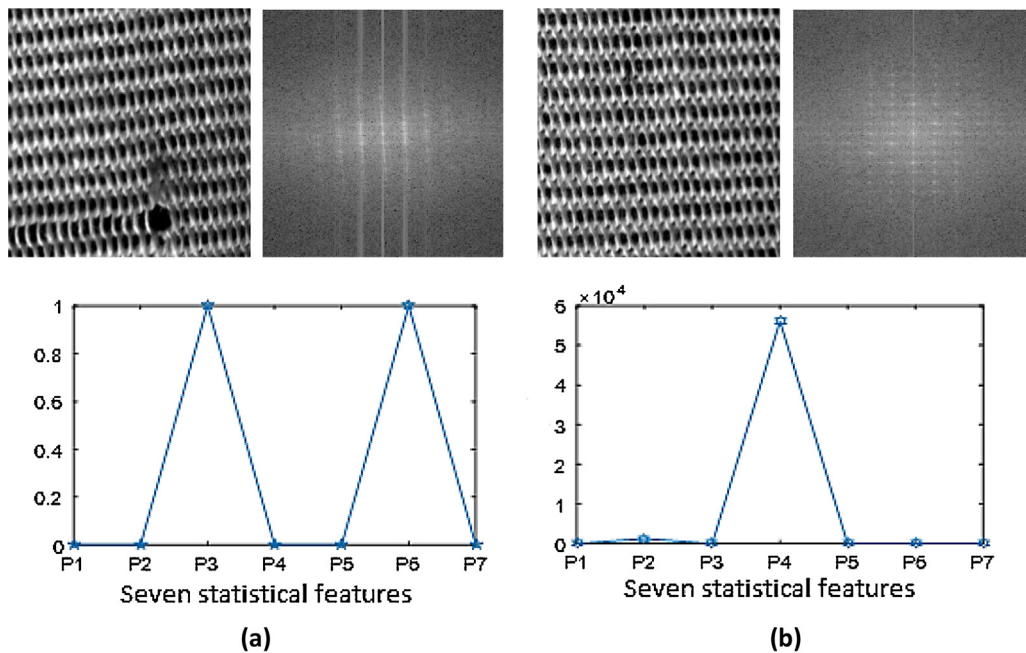 1
0.8
0.6
0.4
0.2
0
P1 P2 P3 P4 P5 P6 P7
Seven statistical features
(a)
×10⁴
6
5
4
3
2
1
0
P1 P2 P3 P4 P5 P6 P7
Seven statistical features
(b)